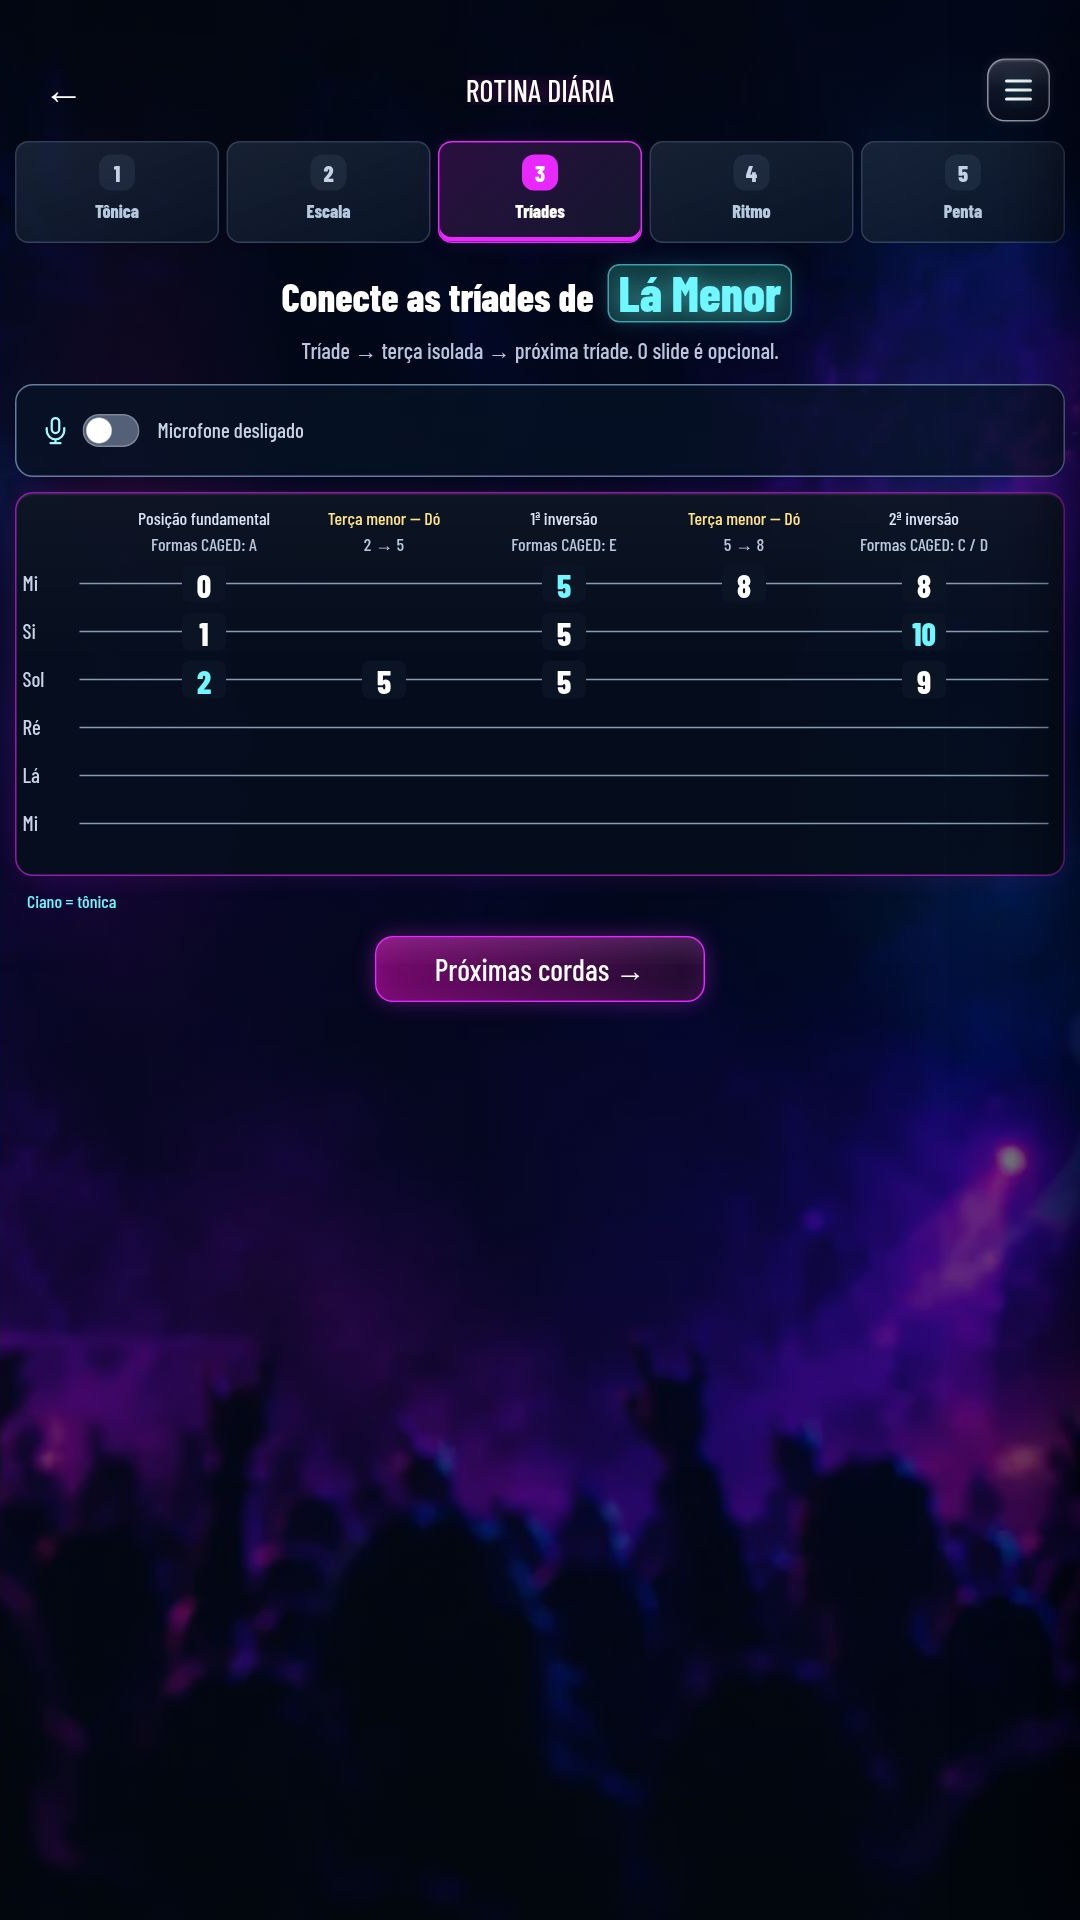 ←
ROTINA DIÁRIA
1
Tônica
2
Escala
3
Tríades
4
Ritmo
5
Penta
Conecte as tríades de Lá Menor
Tríade → terça isolada → próxima tríade. O slide é opcional.
Microfone desligado
Posição fundamental Terça menor — Dó 1ª inversão Terça menor — Dó 2ª inversão
Formas CAGED: A 2 → 5 Formas CAGED: E 5 → 8 Formas CAGED: C / D
Mi 0 5 8 8
Si 1 5 10
Sol 2 5 5 9
Ré
Lá
Mi
Ciano = tônica
Próximas cordas →